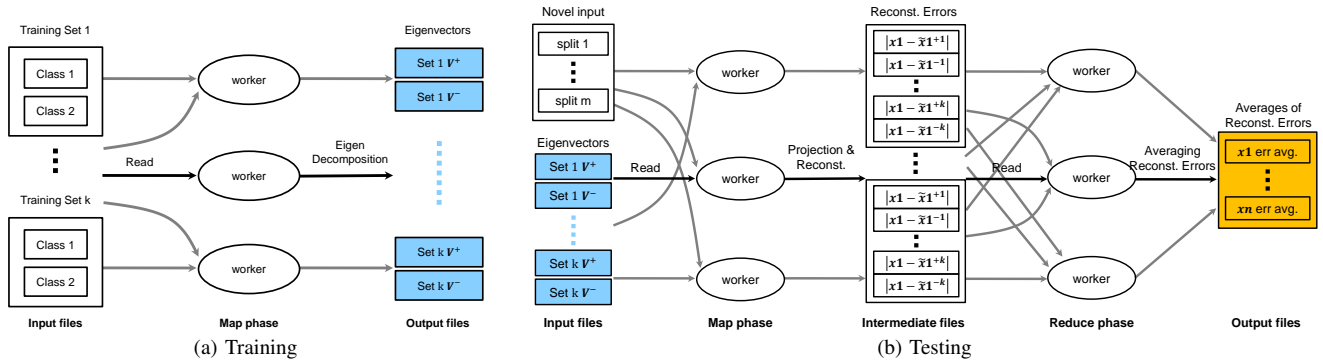 Training Set 1
Class 1
Class 2
Training Set k
Class 1
Class 2
Input files
worker
Read
worker
Eigen
Decomposition
worker
Map phase
Eigenvectors
Set 1 V⁺
Set 1 V⁻
Set k V⁺
Set k V⁻
Output files
(a) Training
Novel input
split 1
split m
Eigenvectors
Set 1 V⁺
Set 1 V⁻
Set k V⁺
Set k V⁻
Input files
Read
worker
worker
worker
Map phase
Projection &
Reconst.
Reconst. Errors
|x1 − x̃1⁺¹|
|x1 − x̃1⁻¹|
|x1 − x̃1⁺ᵏ|
|x1 − x̃1⁻ᵏ|
|x1 − x̃1⁺¹|
|x1 − x̃1⁻¹|
|x1 − x̃1⁺ᵏ|
|x1 − x̃1⁻ᵏ|
Intermediate files
Read
worker
worker
worker
Reduce phase
Averaging
Reconst. Errors
Averages of
Reconst. Errors
x1 err avg.
xn err avg.
Output files
(b) Testing